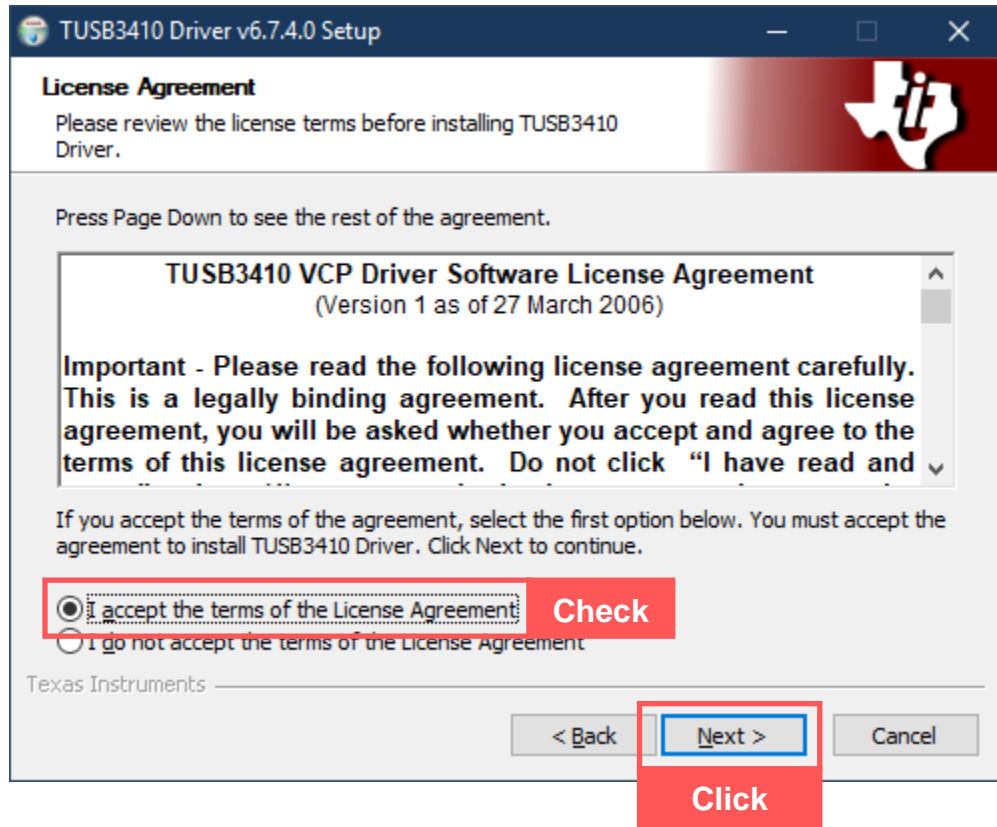 TUSB3410 Driver v6.7.4.0 Setup
License Agreement
Please review the license terms before installing TUSB3410
Driver.
Press Page Down to see the rest of the agreement.
TUSB3410 VCP Driver Software License Agreement
(Version 1 as of 27 March 2006)
Important - Please read the following license agreement carefully.
This is a legally binding agreement.  After you read this license
agreement, you will be asked whether you accept and agree to the
terms of this license agreement.  Do not click  “I have read and
If you accept the terms of the agreement, select the first option below. You must accept the
agreement to install TUSB3410 Driver. Click Next to continue.
I accept the terms of the License Agreement
Check
I do not accept the terms of the License Agreement
Texas Instruments
< Back
Next >
Cancel
Click